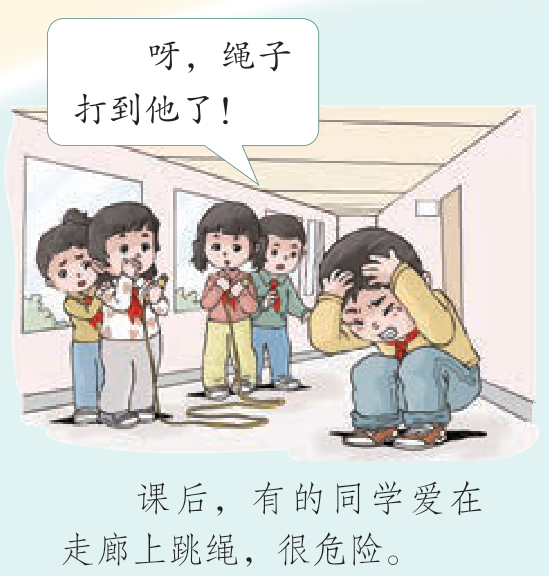 呀，绳子
打到他了！
课后，有的同学爱在
走廊上跳绳，很危险。